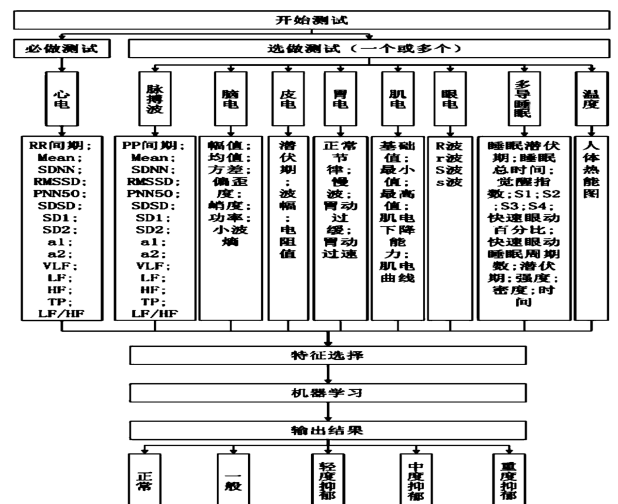 开始测试
必做测试
选做测试（一个或多个）
心电
脉搏波
脑电
皮电
胃电
肌电
眼电
多导睡眠
温度
RR间期;
Mean;
SDNN;
RMSSD;
PNN50;
SDSD;
SD1;
SD2;
a1;
a2;
VLF;
LF;
HF;
TP;
LF/HF
PP间期;
Mean;
SDNN;
RMSSD;
PNN50;
SDSD;
SD1;
SD2;
a1;
a2;
VLF;
LF;
HF;
TP;
LF/HF
幅值;
均值;
方差;
偏歪
度;
峭度;
功率;
小波
熵
潜
伏
期
;
波
幅
;
电
阻
值
正常
节
律;
慢
波;
胃动
过
缓;
胃动
过速
基础
值;
最小
值;
最高
值;
肌电
下降
能
力;
肌电
曲线
R波
r波
S波
s波
睡眠潜伏
期;睡眠
总时间;
觉醒指
数;S1;S2
;S3;S4;
快速眼动
百分比;
快速眼动
睡眠周期
数;潜伏
期;强度;
密度;时
间
人
体
热
能
图
特征选择
机器学习
输出结果
正常
一般
轻度抑郁
中度抑郁
重度抑郁